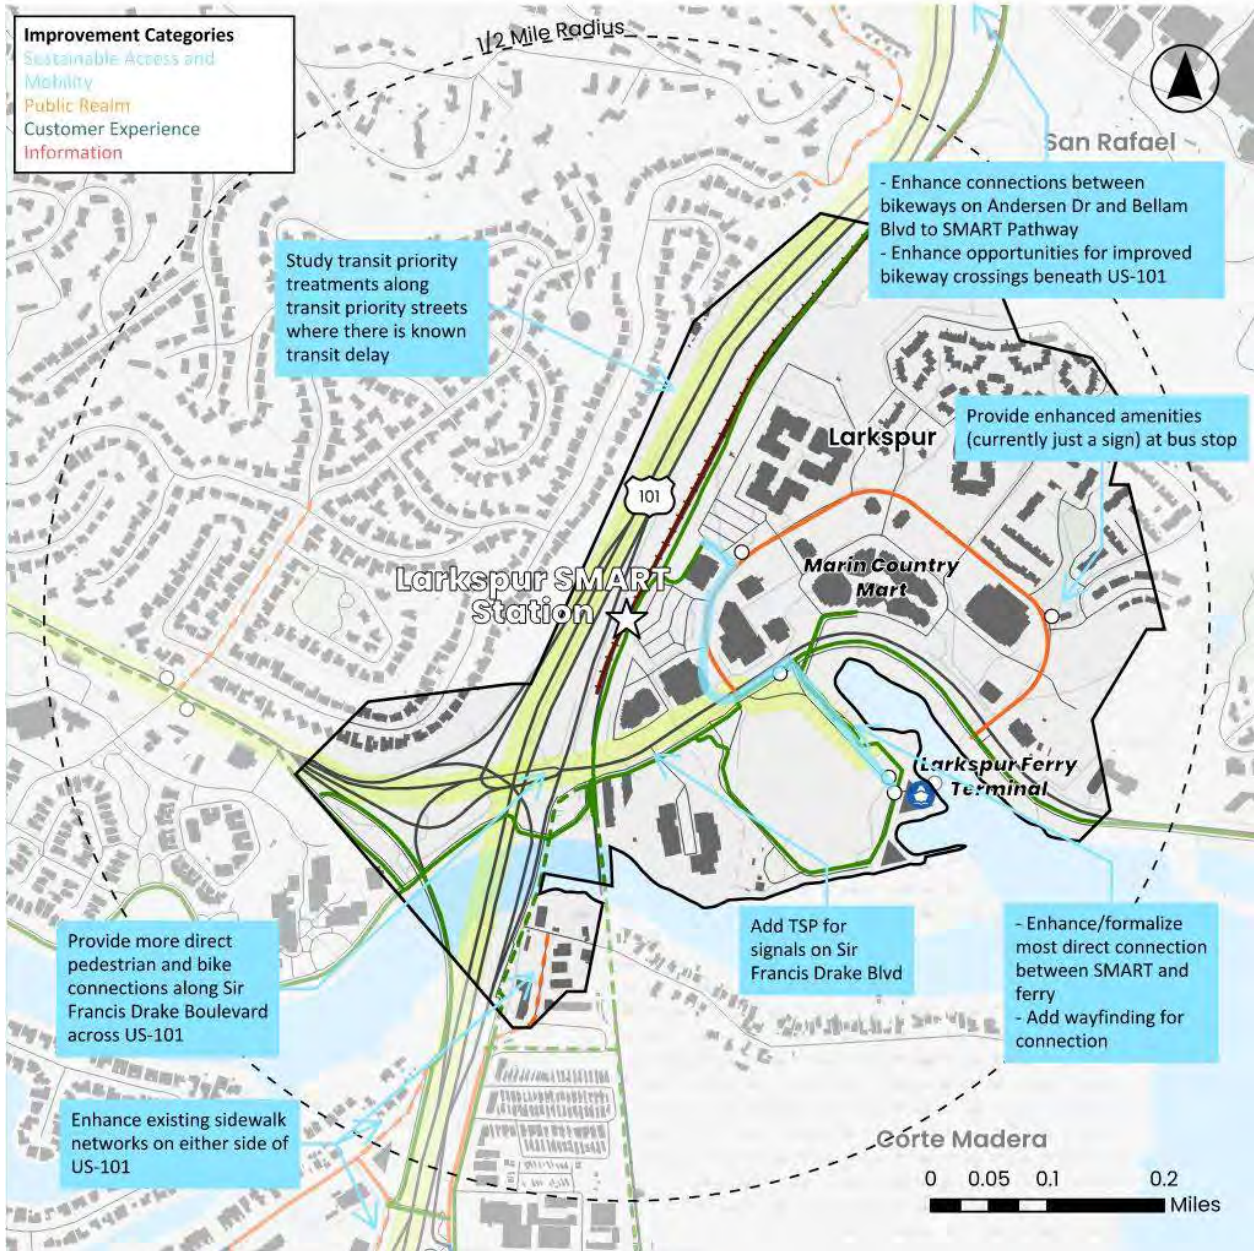 Improvement Categories
Sustainable Access and
Mobility
Public Realm
Customer Experience
Information
1/2 Mile Radius
San Rafael
- Enhance connections between
bikeways on Andersen Dr and Bellam
Blvd to SMART Pathway
- Enhance opportunities for improved
bikeway crossings beneath US-101
Study transit priority
treatments along
transit priority streets
where there is known
transit delay
Provide enhanced amenities
(currently just a sign) at bus stop
Larkspur
101
Marin Country
Mart
Larkspur SMART
Station
Larkspur Ferry
Terminal
Provide more direct
pedestrian and bike
connections along Sir
Francis Drake Boulevard
across US-101
Add TSP for
signals on Sir
Francis Drake Blvd
- Enhance/formalize
most direct connection
between SMART and
ferry
- Add wayfinding for
connection
Enhance existing sidewalk
networks on either side of
US-101
Corte Madera
0 0.05 0.1 0.2
Miles